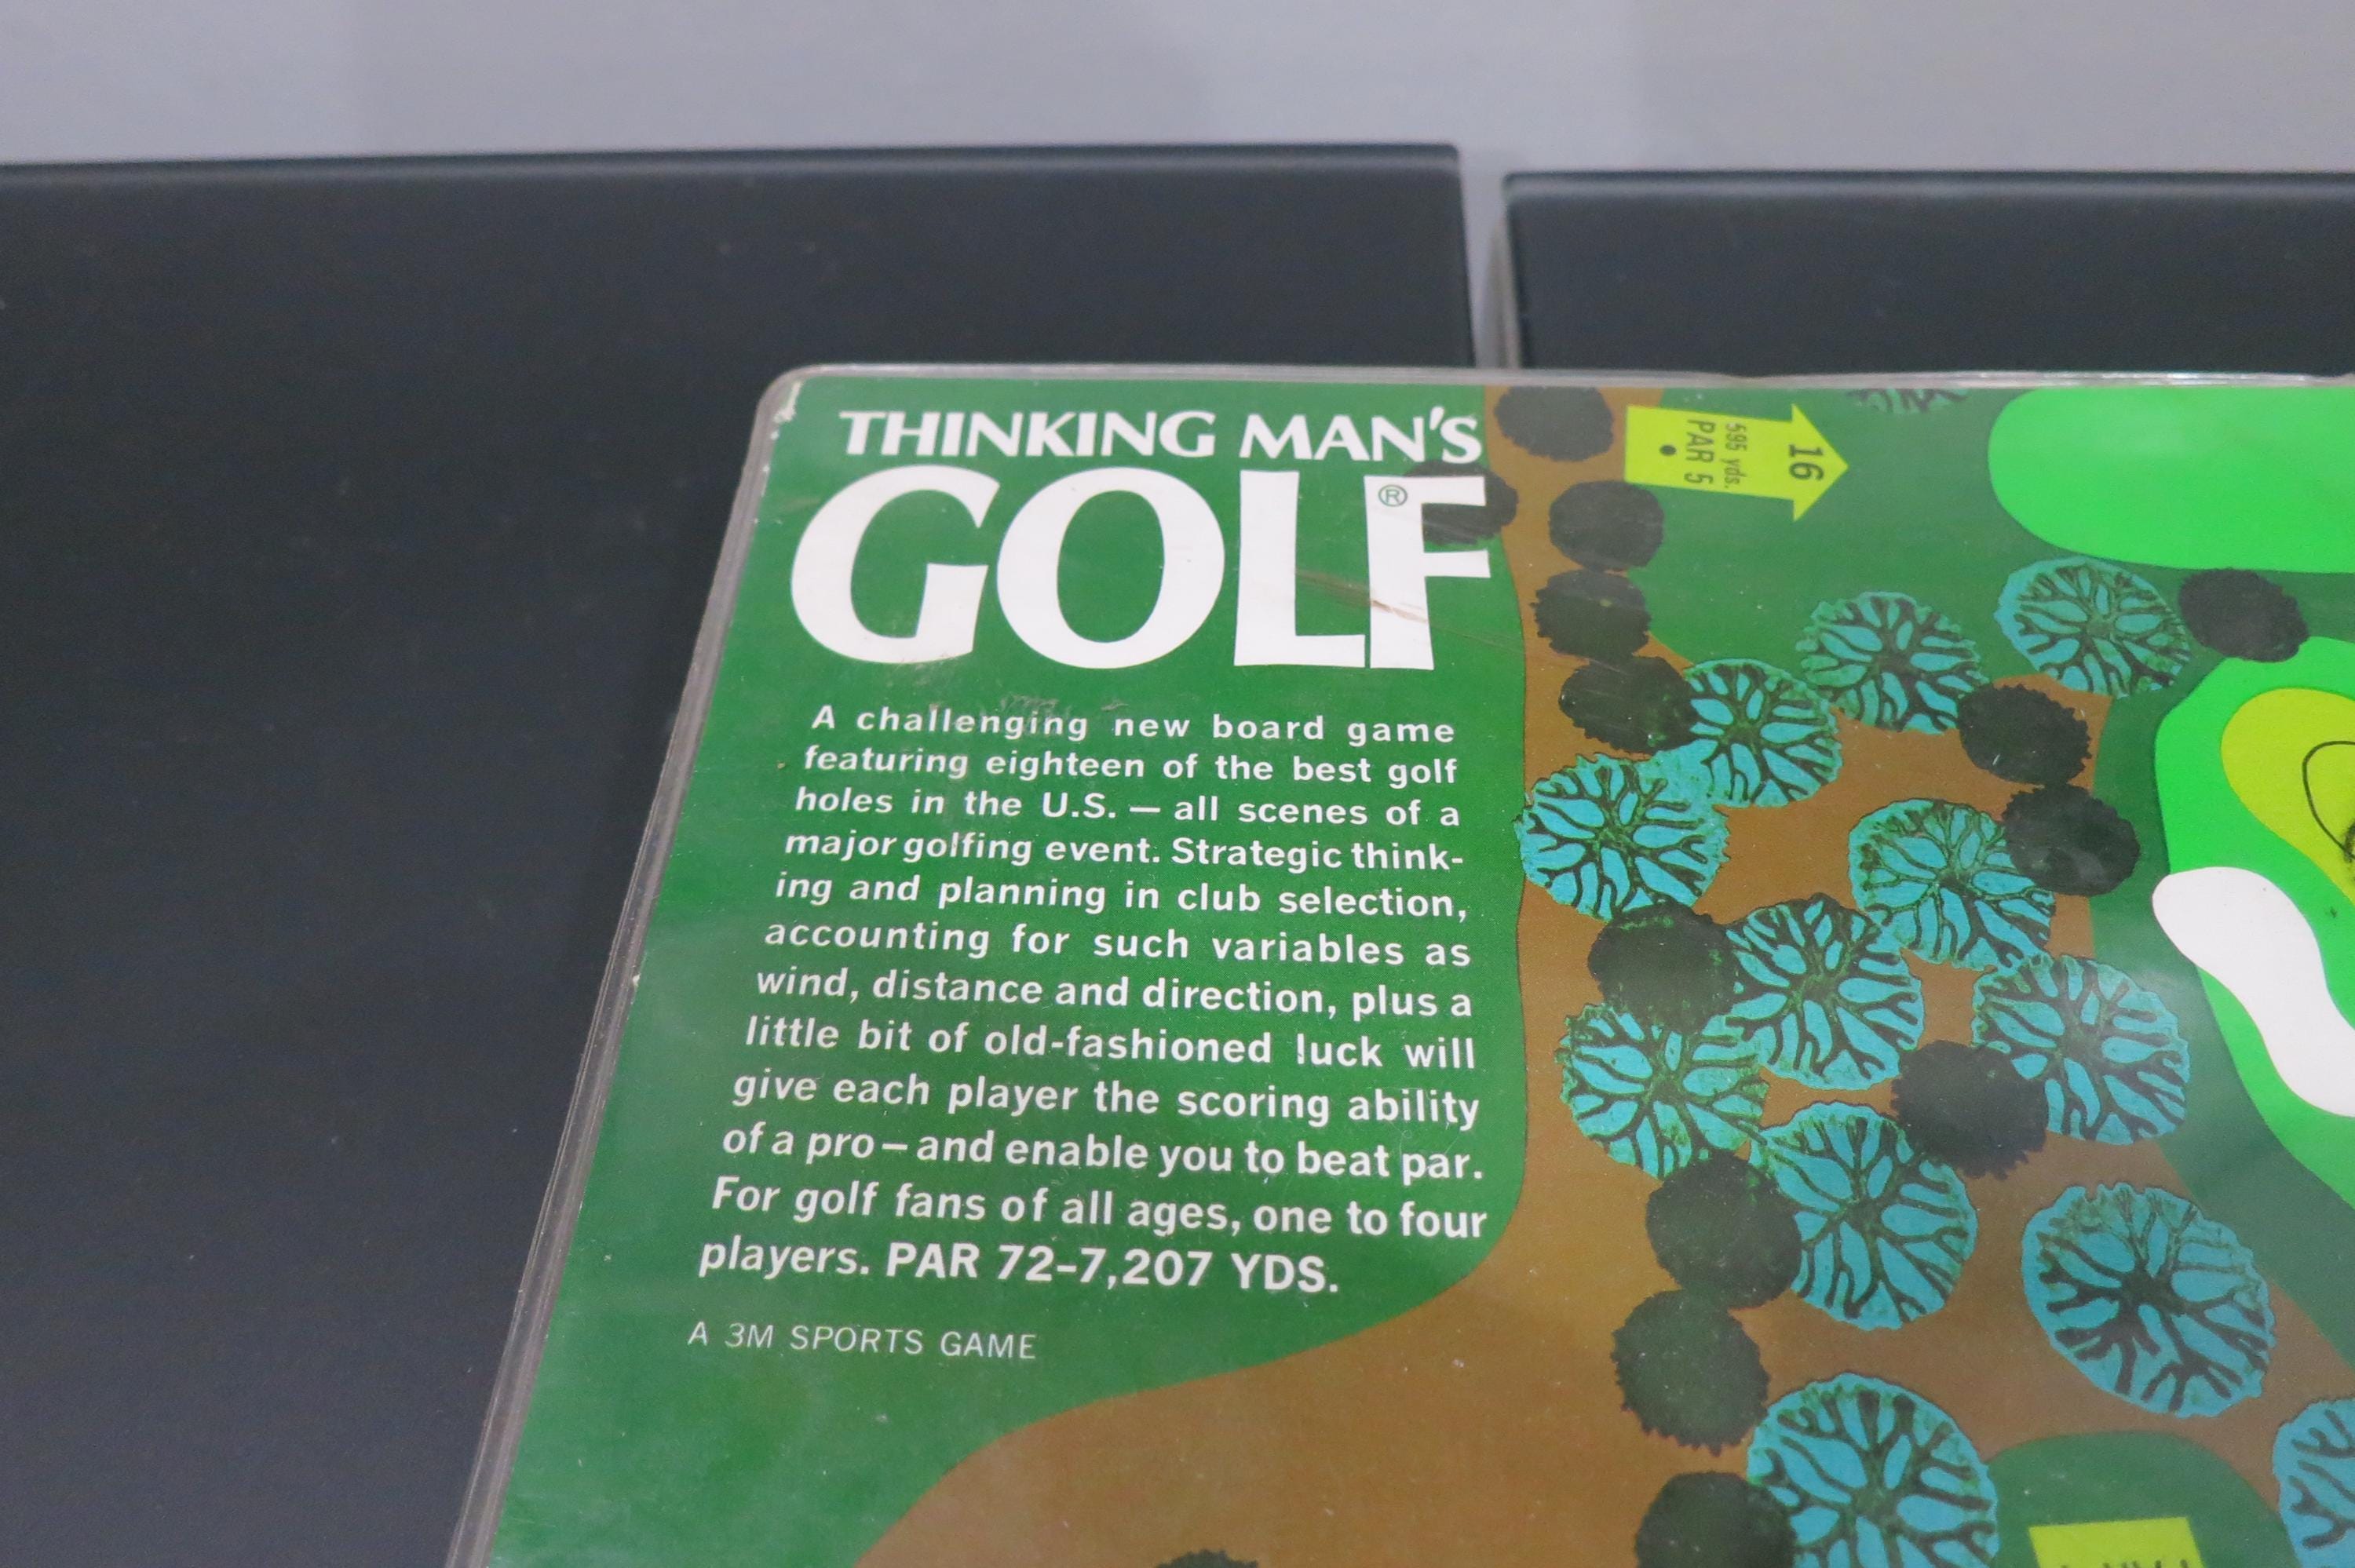 THINKING MAN'S
GOLF®
A challenging new board game
featuring eighteen of the best golf
holes in the U.S. — all scenes of a
major golfing event. Strategic think-
ing and planning in club selection,
accounting for such variables as
wind, distance and direction, plus a
little bit of old-fashioned luck will
give each player the scoring ability
of a pro – and enable you to beat par.
For golf fans of all ages, one to four
players. PAR 72-7,207 YDS.
A 3M SPORTS GAME
16
595 yds.
PAR 5